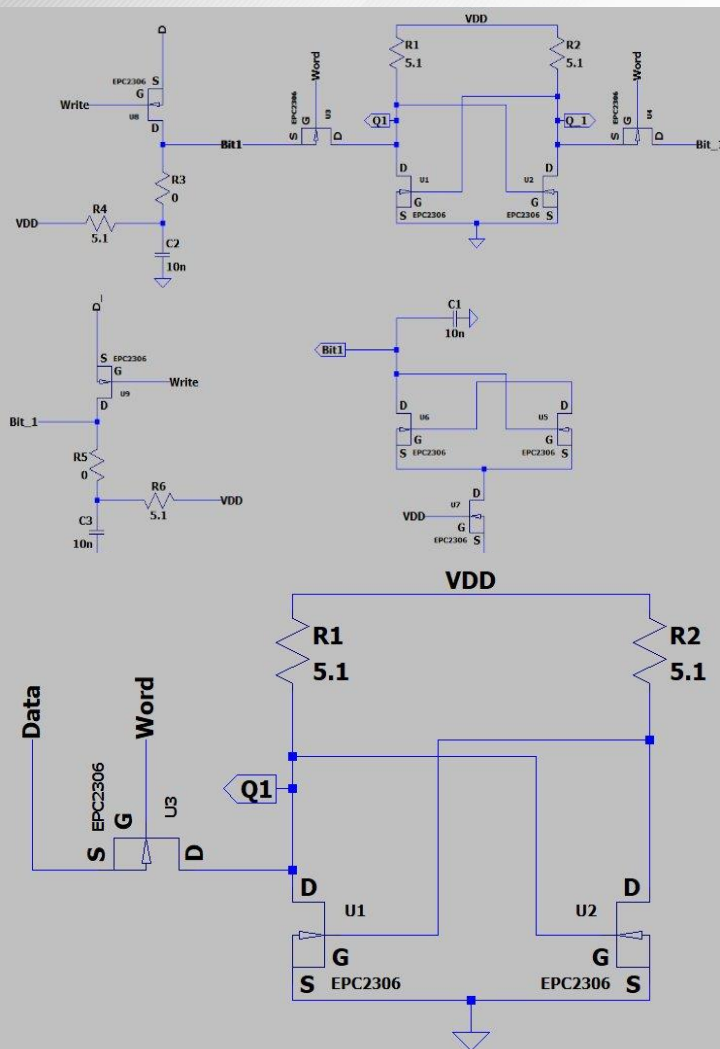 VDD
D
R1
5.1
R2
5.1
Word
Word
EPC2306
S
G
D
Write
U8
EPC2306
S
G
D
U3
Q1
Q_1
EPC2306
S
G
D
U4
Bit1
Bit_1
R3
0
D
U1
G
S
EPC2306
D
U2
G
S
EPC2306
R4
5.1
VDD
C2
10n
D_
C1
10n
Bit1
S
EPC2306
G
D
U9
Write
Bit_1
D
U6
G
S
EPC2306
D
U5
G
S
EPC2306
R5
0
R6
5.1
VDD
C3
10n
D
U7
VDD
G
EPC2306
S
VDD
R1
5.1
R2
5.1
Data
Word
EPC2306
S
G
D
U3
Q1
D
U1
G
S
EPC2306
D
U2
G
S
EPC2306